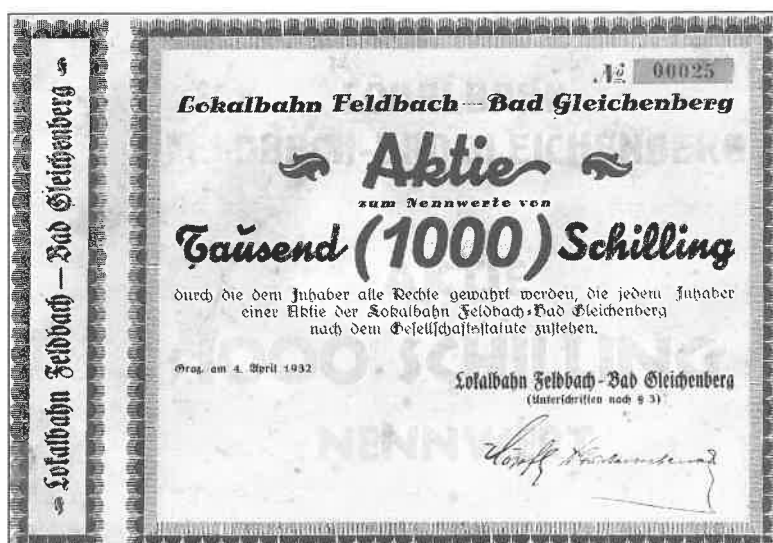 Lokalbahn Feldbach — Bad Gleichenberg
№ 00025
Lokalbahn Feldbach — Bad Gleichenberg
Aktie
zum Nennwerte von
Tausend (1000) Schilling
durch die dem Inhaber alle Rechte gewährt werden, die jedem Inhaber
einer Aktie der Lokalbahn Feldbach-Bad Gleichenberg
nach dem Gesellschaftsstatute zustehen.
Graz, am 4. April 1932
Lokalbahn Feldbach-Bad Gleichenberg
(Unterschriften nach § 3)